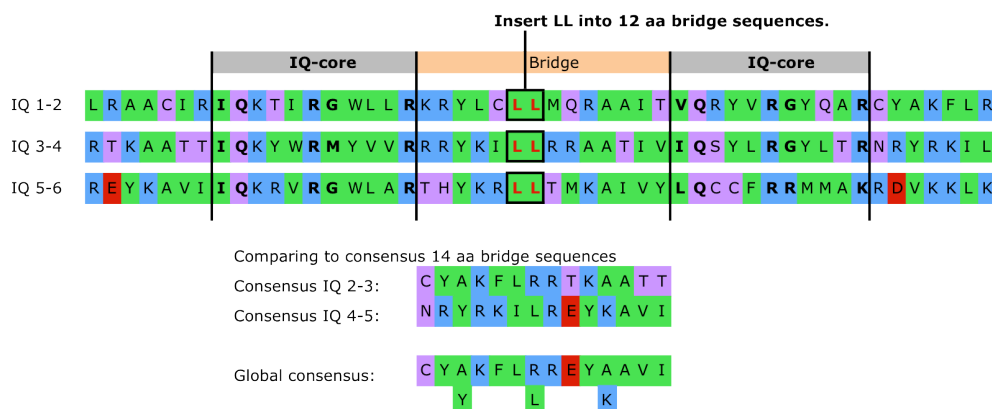 Insert LL into 12 aa bridge sequences.
IQ-core Bridge IQ-core
IQ 1-2 L R A A C I R I Q K T I R G W L L R K R Y L C L L M Q R A A I T V Q R Y V R G Y Q A R C Y A K F L R
IQ 3-4 R T K A A T T I Q K Y W R M Y V V R R R Y K I L L R R A A T I V I Q S Y L R G Y L T R N R Y R K I L
IQ 5-6 R E Y K A V I I Q K R V R G W L A R T H Y K R L L T M K A I V Y L Q C C F R R M M A K R D V K K L K
Comparing to consensus 14 aa bridge sequences
Consensus IQ 2-3: C Y A K F L R R T K A A T T
Consensus IQ 4-5: N R Y R K I L R E Y K A V I
Global consensus: C Y A K F L R R E Y A A V I
Y L K